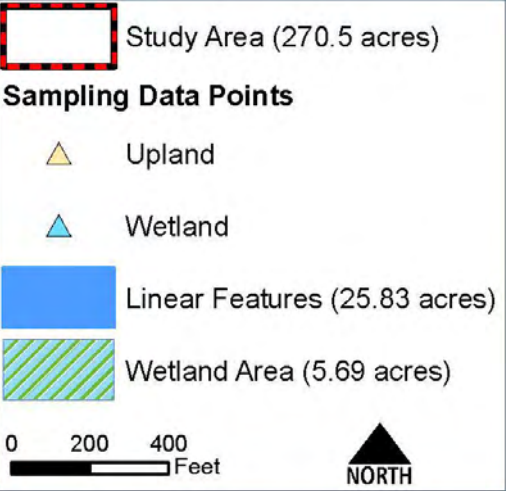 Study Area (270.5 acres)
Sampling Data Points
Upland
Wetland
Linear Features (25.83 acres)
Wetland Area (5.69 acres)
0 200 400
Feet
NORTH